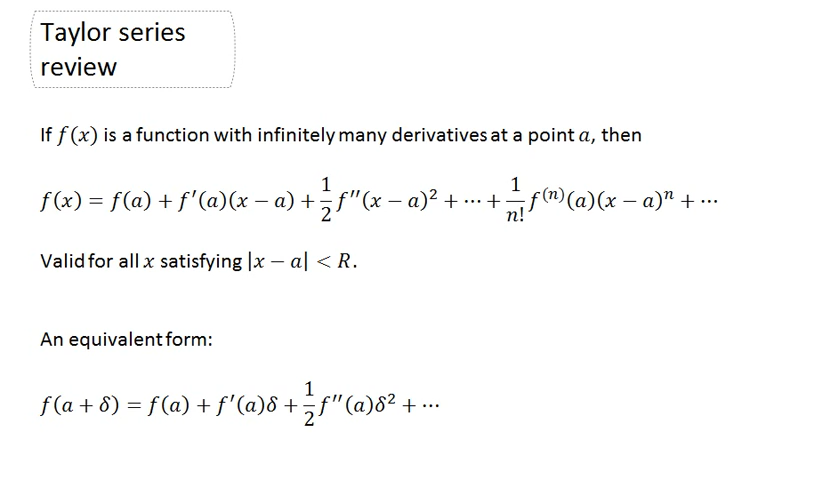 Taylor series
review
If f(x) is a function with infinitely many derivatives at a point a, then
f(x) = f(a) + f′(a)(x − a) + 1/2 f″(x − a)² + ⋯ + 1/n! f⁽ⁿ⁾(a)(x − a)ⁿ + ⋯
Valid for all x satisfying |x − a| < R.
An equivalent form:
f(a + δ) = f(a) + f′(a)δ + 1/2 f″(a)δ² + ⋯